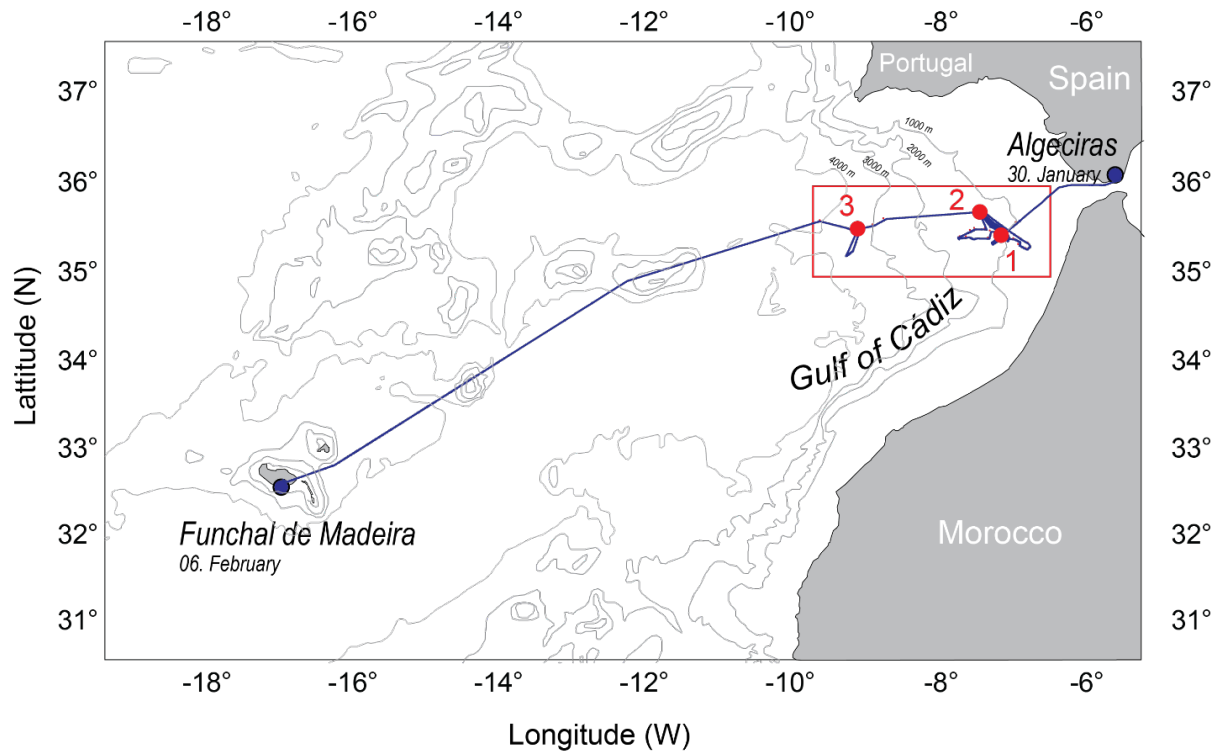 -18° -16° -14° -12° -10° -8° -6°
Portugal
Spain
37° 37°
1000 m
2000 m
3000 m
4000 m
Algeciras
30. January
36° 36°
3 2
1
35° 35°
Gulf of Cádiz
34° 34°
Lattitude (N)
33° 33°
Funchal de Madeira
06. February
32° 32°
Morocco
31° 31°
-18° -16° -14° -12° -10° -8° -6°
Longitude (W)